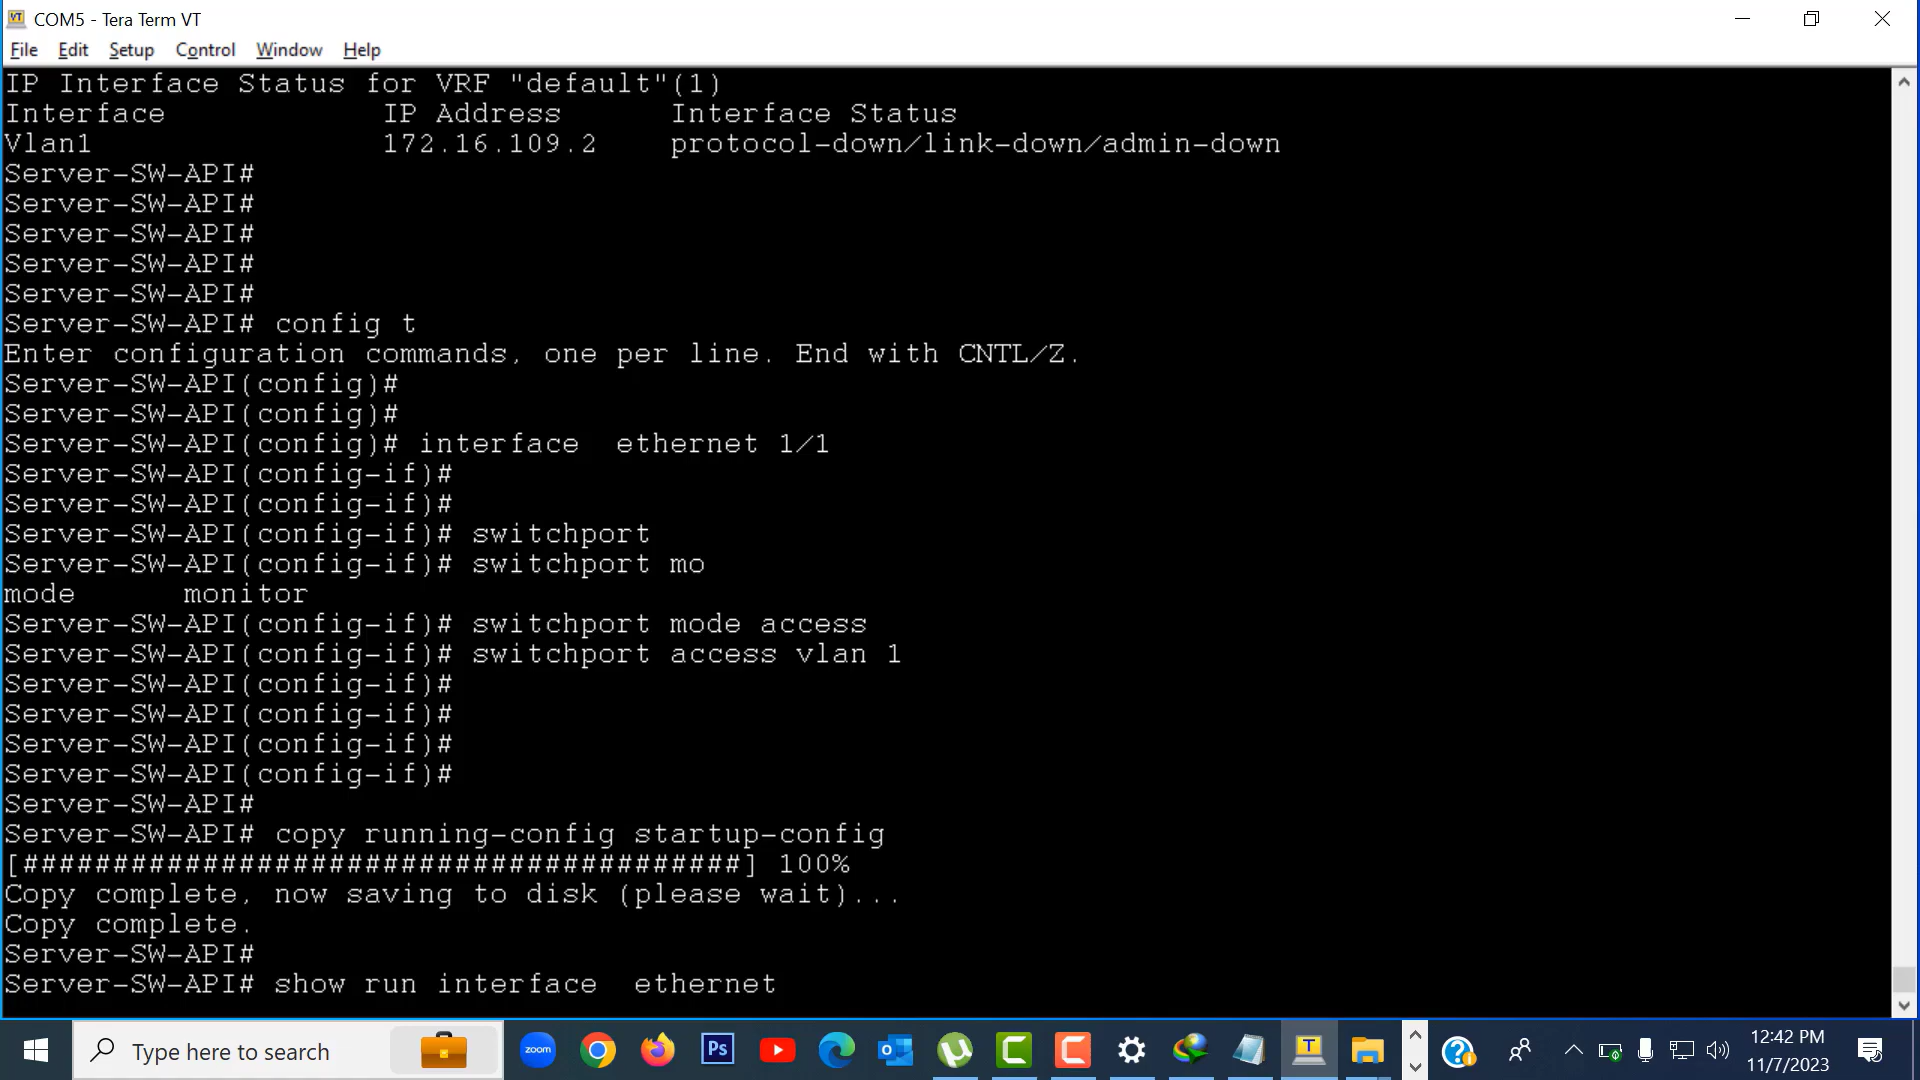 COM5 - Tera Term VT
File Edit Setup Control Window Help
IP Interface Status for VRF "default"(1)
Interface            IP Address      Interface Status
Vlan1                172.16.109.2    protocol-down/link-down/admin-down
Server-SW-API#
Server-SW-API#
Server-SW-API#
Server-SW-API#
Server-SW-API#
Server-SW-API# config t
Enter configuration commands, one per line. End with CNTL/Z.
Server-SW-API(config)#
Server-SW-API(config)#
Server-SW-API(config)# interface  ethernet 1/1
Server-SW-API(config-if)#
Server-SW-API(config-if)#
Server-SW-API(config-if)# switchport
Server-SW-API(config-if)# switchport mo
mode      monitor
Server-SW-API(config-if)# switchport mode access
Server-SW-API(config-if)# switchport access vlan 1
Server-SW-API(config-if)#
Server-SW-API(config-if)#
Server-SW-API(config-if)#
Server-SW-API(config-if)#
Server-SW-API#
Server-SW-API# copy running-config startup-config
[########################################] 100%
Copy complete, now saving to disk (please wait)...
Copy complete.
Server-SW-API#
Server-SW-API# show run interface  ethernet
Type here to search
zoom
Ps
12:42 PM
11/7/2023